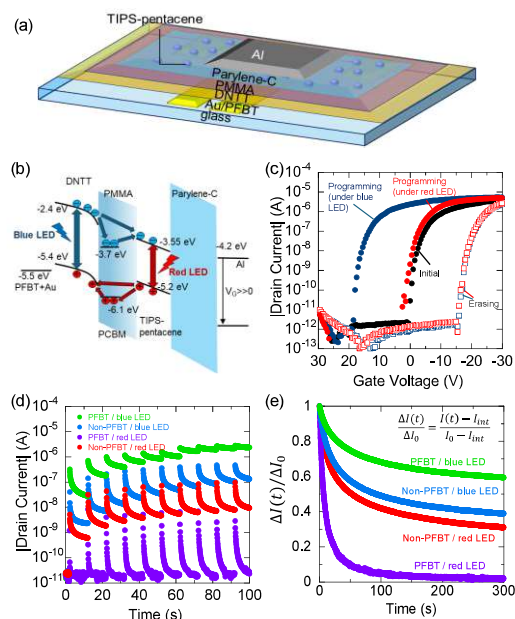 (a)
TIPS-pentacene
Al
Parylene-C
PMMA
DNTT
Au/PFBT
glass
(b)
DNTT
PMMA
Parylene-C
-2.4 eV
Blue LED
-3.7 eV
-3.55 eV
-4.2 eV
Al
Red LED
-5.4 eV
-5.5 eV
PFBT+Au
-5.2 eV
-6.1 eV
V_G>>0
PCBM
TIPS-
pentacene
(c)
|Drain Current| (A)
10^-4
10^-5
10^-6
10^-7
10^-8
10^-9
10^-10
10^-11
10^-12
10^-13
Programming
(under blue
LED)
Programming
(under red LED)
Initial
Erasing
30 20 10 0 -10 -20 -30
Gate Voltage (V)
(d)
|Drain Current| (A)
10^-4
10^-5
10^-6
10^-7
10^-8
10^-9
10^-10
10^-11
PFBT / blue LED
Non-PFBT / blue LED
PFBT / red LED
Non-PFBT / red LED
0 20 40 60 80 100
Time (s)
(e)
ΔI(t)/ΔI_0
1
0.8
0.6
0.4
0.2
0
ΔI(t)/ΔI_0 = (I(t) − I_int)/(I_0 − I_int)
PFBT / blue LED
Non-PFBT / blue LED
Non-PFBT / red LED
PFBT / red LED
0 100 200 300
Time (s)